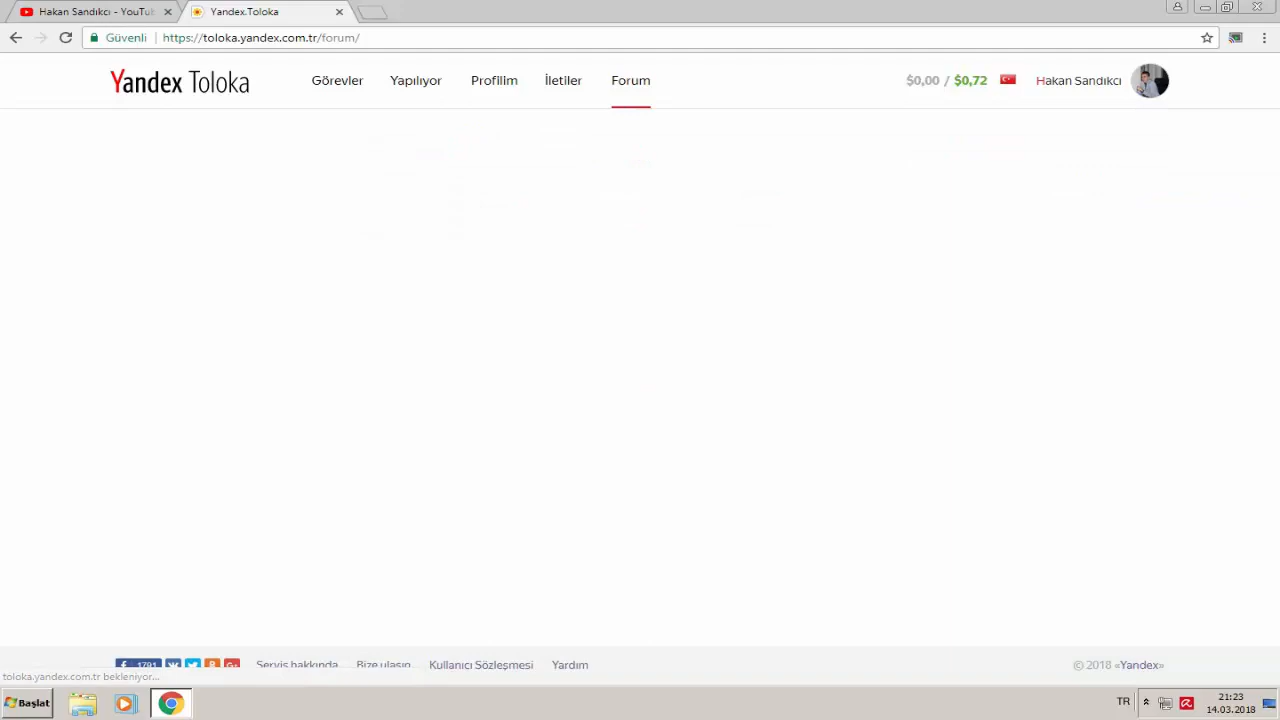 Hakan Sandıkcı - YouTub
Yandex.Toloka
Güvenli
https://toloka.yandex.com.tr/forum/
Yandex Toloka
Görevler
Yapılıyor
Profilim
İletiler
Forum
$0,00 / $0,72
Hakan Sandıkcı
1791
Servis hakkında
Bize ulaşın
Kullanıcı Sözleşmesi
Yardım
© 2018 «Yandex»
toloka.yandex.com.tr bekleniyor...
Başlat
TR
21:23
14.03.2018